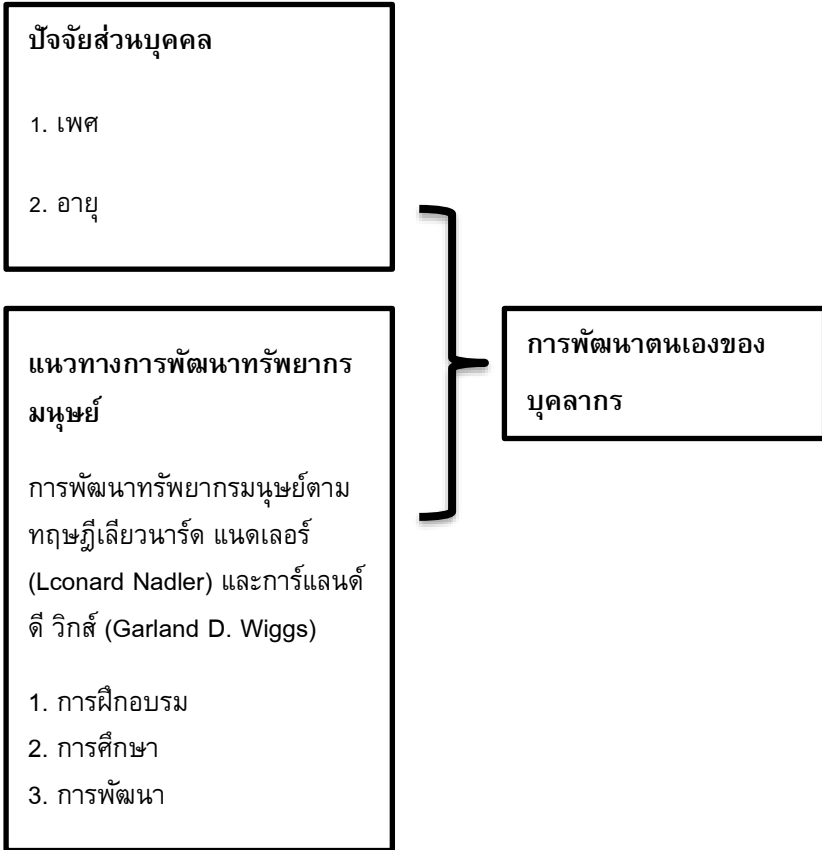 ปัจจัยส่วนบุคคล
1. เพศ
2. อายุ
แนวทางการพัฒนาทรัพยากร
มนุษย์
การพัฒนาทรัพยากรมนุษย์ตาม
ทฤษฎีเลียวนาร์ด แนดเลอร์
(Lconard Nadler) และการ์แลนด์
ดี วิกส์ (Garland D. Wiggs)
1. การฝึกอบรม
2. การศึกษา
3. การพัฒนา
การพัฒนาตนเองของ
บุคลากร